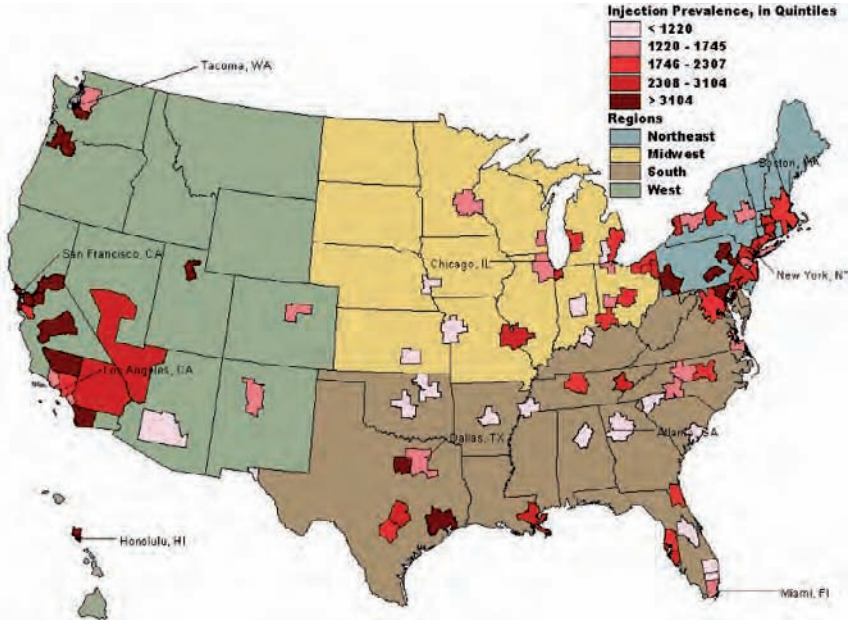 Injection Prevalence, in Quintiles
< 1220
1220 - 1745
1746 - 2307
2308 - 3104
> 3104
Regions
Northeast
Midwest
South
West
Tacoma, WA
Boston, MA
San Francisco, CA
Chicago, IL
New York, NY
Los Angeles, CA
Dallas, TX
Atlanta, GA
Honolulu, HI
Miami, Fl